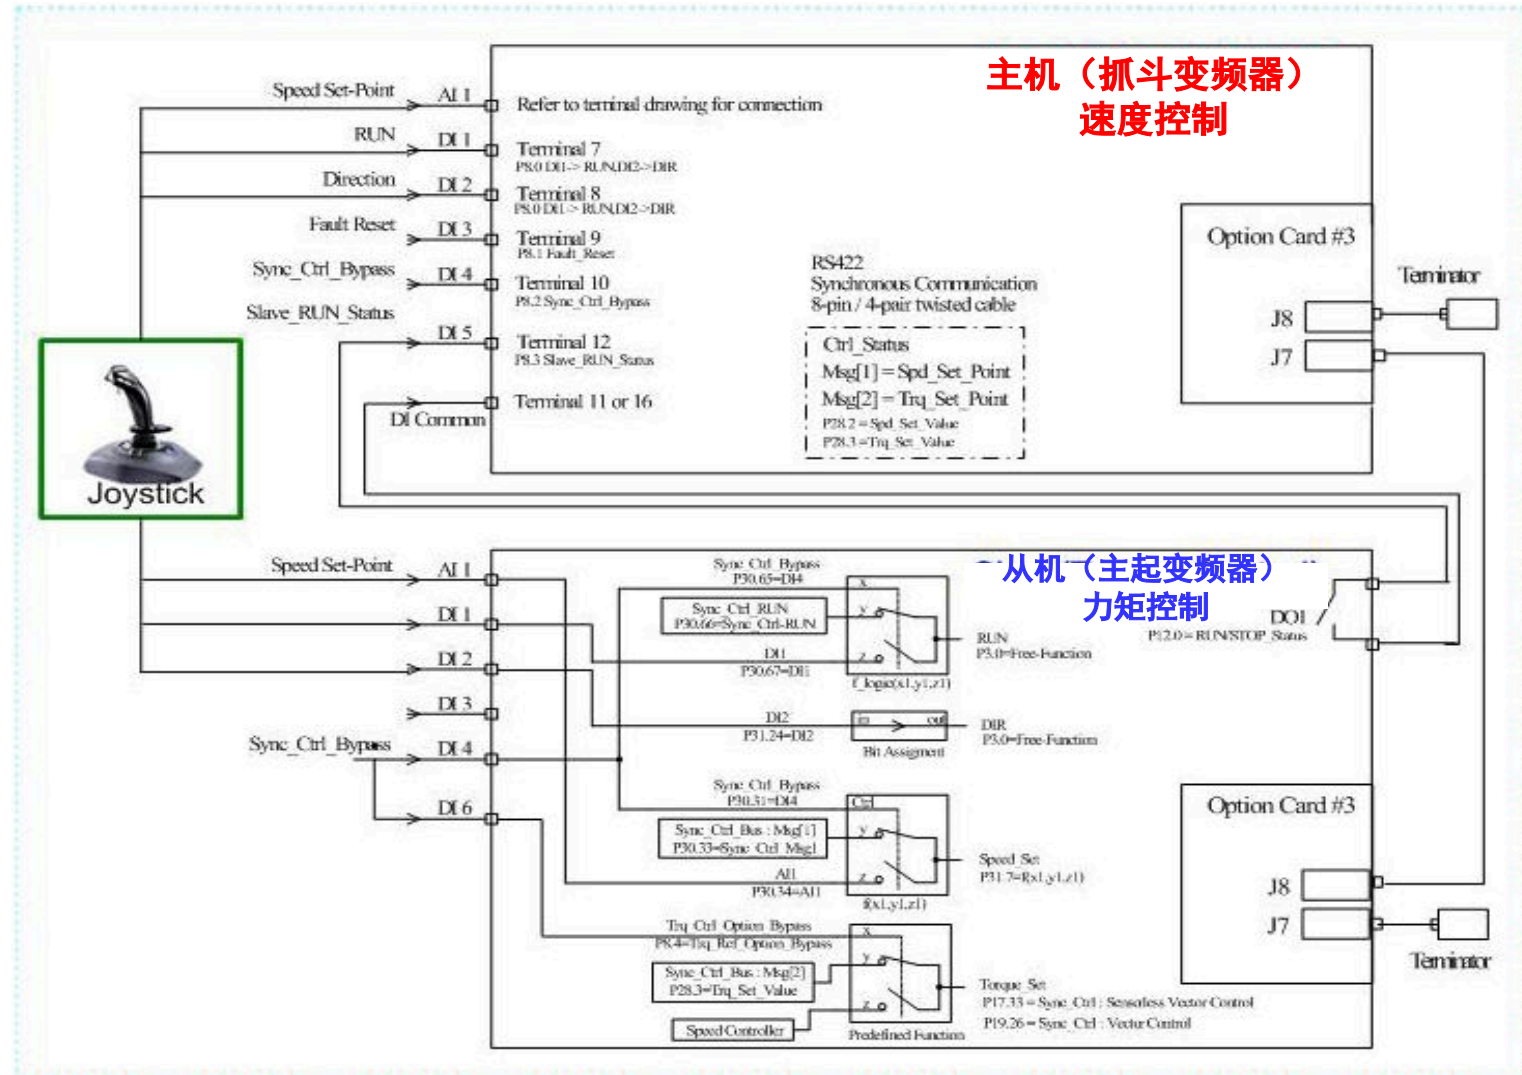 主机（抓斗变频器）
速度控制
Speed Set-Point
AI 1
Refer to terminal drawing for connection
RUN
DI 1
Terminal 7
P8.0 DI1-> RUN,DI2->DIR
Direction
DI 2
Terminal 8
P8.0 DI1-> RUN,DI2->DIR
Fault Reset
DI 3
Terminal 9
P8.1 Fault_Reset
Sync_Ctrl_Bypass
DI 4
Terminal 10
P8.2 Sync_Ctrl_Bypass
Slave_RUN_Status
DI 5
Terminal 12
P8.3 Slave_RUN_Status
DI Common
Terminal 11 or 16
RS422
Synchronous Communication
8-pin / 4-pair twisted cable
Ctrl_Status
Msg[1] = Spd_Set_Point
Msg[2] = Trq_Set_Point
P28.2 = Spd_Set_Value
P28.3 = Trq_Set_Value
Option Card #3
J8
J7
Terminator
Joystick
从机（主起变频器）
力矩控制
DO1
P12.0 = RUN/STOP_Status
Speed Set-Point
AI 1
DI 1
DI 2
DI 3
Sync_Ctrl_Bypass
DI 4
DI 6
Sync_Ctrl_Bypass
P30.65=DI4
x
Sync_Ctrl_RUN
P30.66=Sync_Ctrl-RUN
y
DI1
P30.67=DI1
z
f_logic(x1,y1,z1)
RUN
P3.0=Free-Function
DI2
P31.24=DI2
in
out
Bit Assigment
DIR
P3.0=Free-Function
Sync_Ctrl_Bypass
P30.31=DI4
Ctrl
Sync_Ctrl_Bus : Msg[1]
P30.33=Sync_Ctrl_Msg1
y
AI1
P30.34=AI1
z
f(x1,y1,z1)
Speed_Set
P31.7=f(x1,y1,z1)
Trq_Ctrl_Option_Bypass
P8.4=Trq_Ref_Option_Bypass
x
Sync_Ctrl_Bus : Msg[2]
P28.3=Trq_Set_Value
y
Speed Controller
z
Predefined Function
Torque_Set
P17.33 = Sync_Ctrl : Sensorless Vector Control
P19.26 = Sync_Ctrl : Vector Control
Option Card #3
J8
J7
Terminator